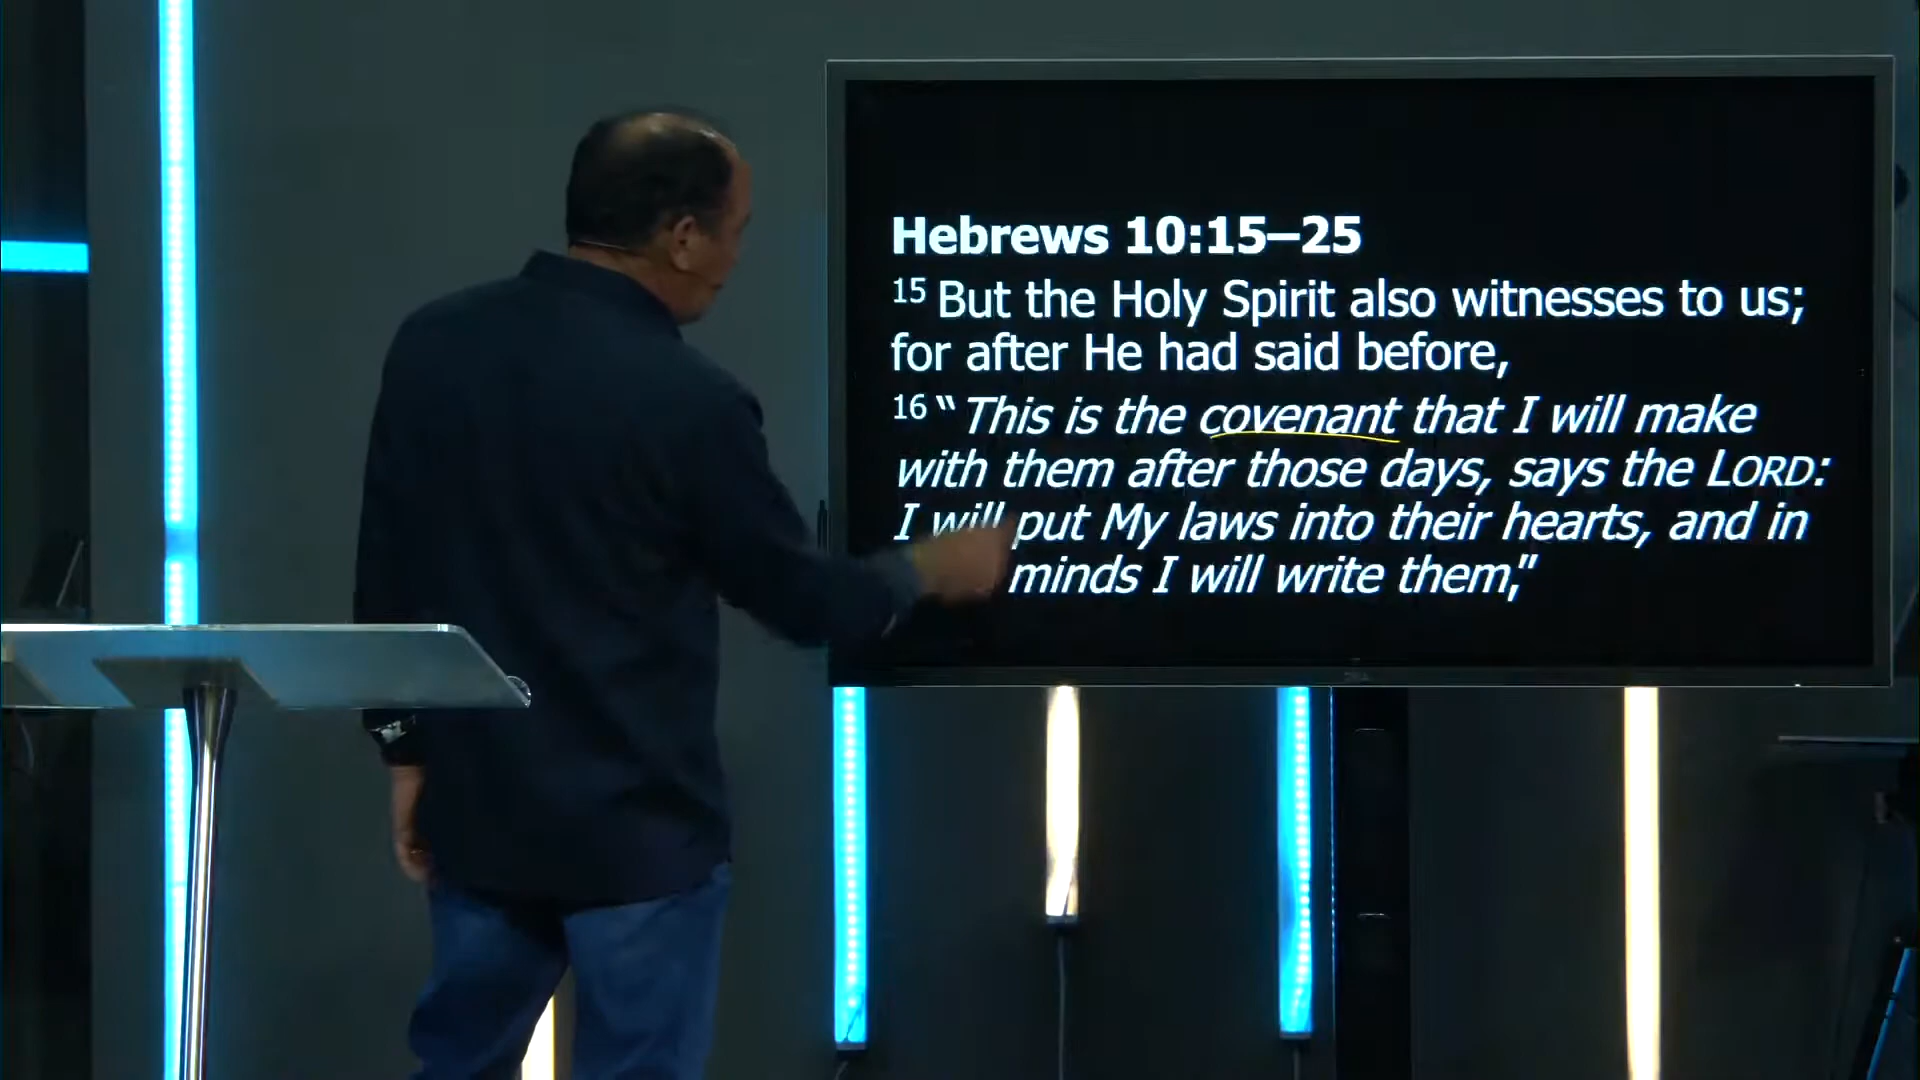 Hebrews 10:15–25
15 But the Holy Spirit also witnesses to us;
for after He had said before,
16 “This is the covenant that I will make
with them after those days, says the LORD:
I will put My laws into their hearts, and in
minds I will write them,”